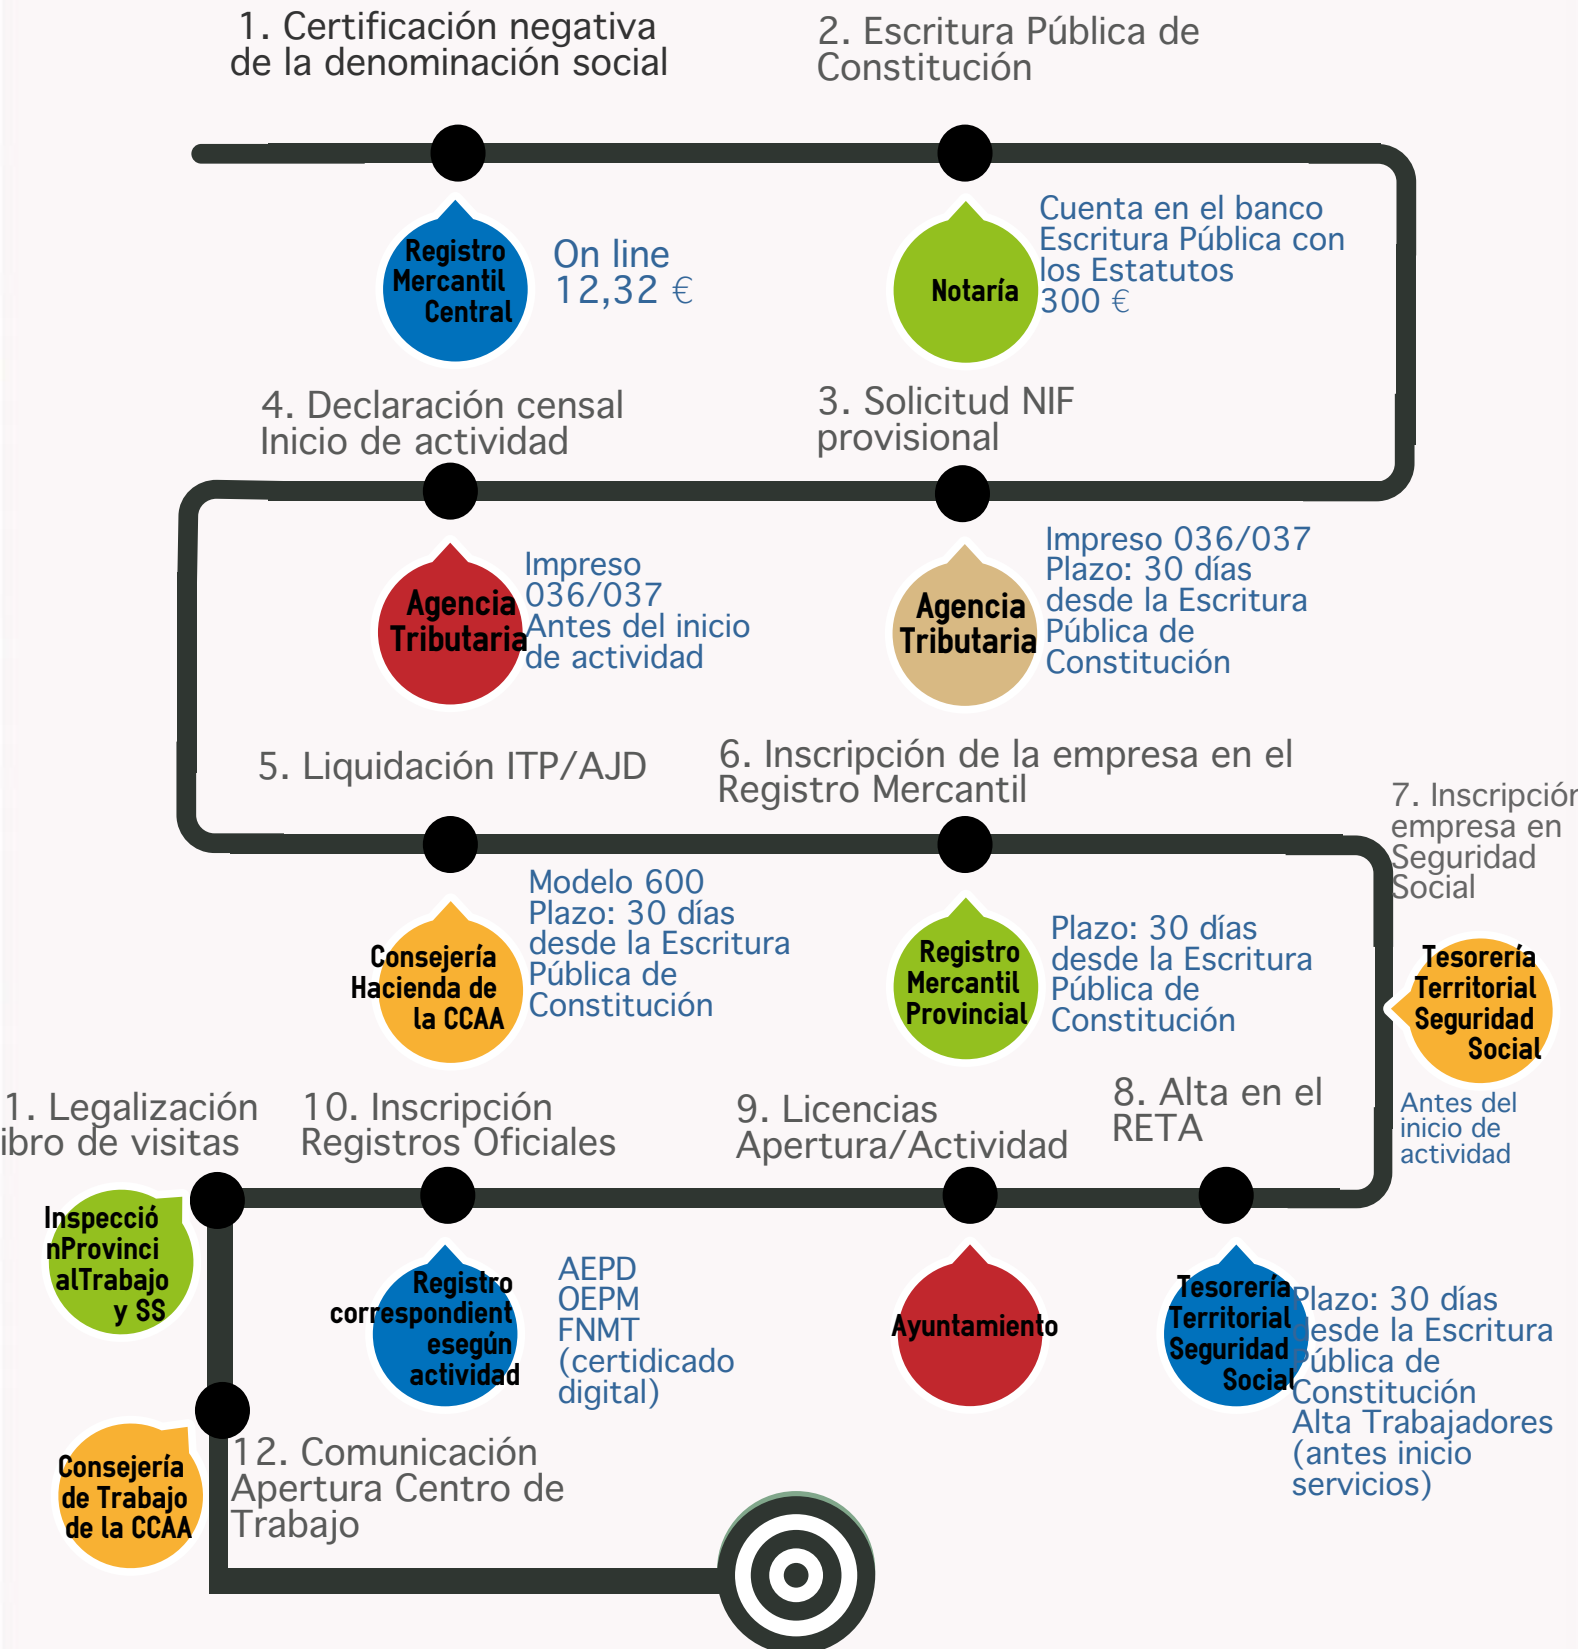 1. Certificación negativa
de la denominación social
Registro
Mercantil
Central
On line
12,32 €
2. Escritura Pública de
Constitución
Notaría
Cuenta en el banco
Escritura Pública con
los Estatutos
300 €
3. Solicitud NIF
provisional
Agencia
Tributaria
Impreso 036/037
Plazo: 30 días
desde la Escritura
Pública de
Constitución
4. Declaración censal
Inicio de actividad
Agencia
Tributaria
Impreso
036/037
Antes del inicio
de actividad
5. Liquidación ITP/AJD
Consejería
Hacienda de
la CCAA
Modelo 600
Plazo: 30 días
desde la Escritura
Pública de
Constitución
6. Inscripción de la empresa en el
Registro Mercantil
Registro
Mercantil
Provincial
Plazo: 30 días
desde la Escritura
Pública de
Constitución
7. Inscripción
empresa en
Seguridad
Social
Tesorería
Territorial
Seguridad
Social
Antes del
inicio de
actividad
8. Alta en el
RETA
Tesorería
Territorial
Seguridad
Social
Plazo: 30 días
desde la Escritura
Pública de
Constitución
Alta Trabajadores
(antes inicio
servicios)
9. Licencias
Apertura/Actividad
Ayuntamiento
10. Inscripción
Registros Oficiales
Registro
correspondient
esegún
actividad
AEPD
OEPM
FNMT
(certidicado
digital)
1. Legalización
ibro de visitas
Inspecció
nProvinci
alTrabajo
y SS
12. Comunicación
Apertura Centro de
Trabajo
Consejería
de Trabajo
de la CCAA